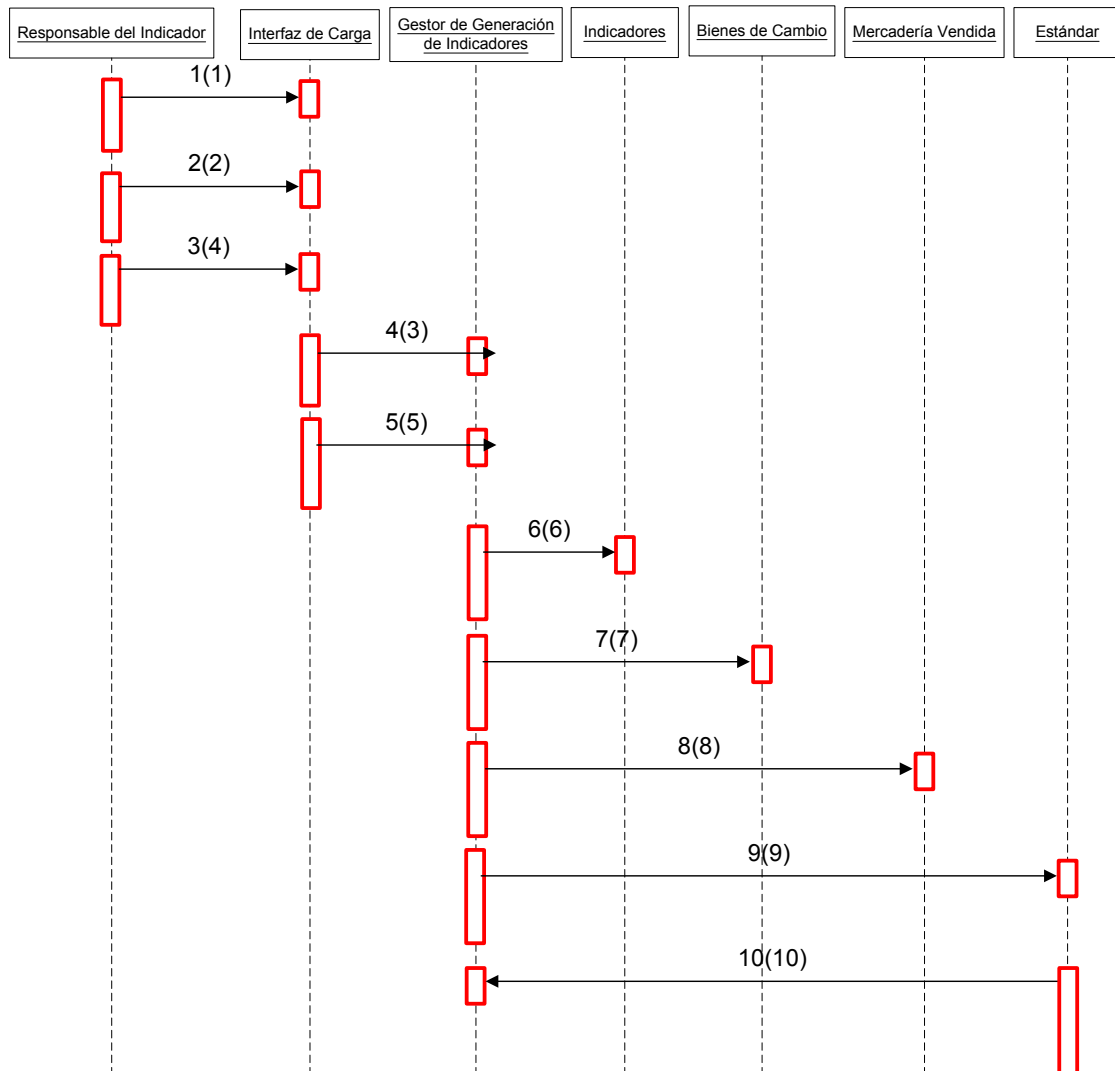 Responsable del Indicador
Interfaz de Carga
Gestor de Generación
de Indicadores
Indicadores
Bienes de Cambio
Mercadería Vendida
Estándar
1(1)
2(2)
3(4)
4(3)
5(5)
6(6)
7(7)
8(8)
9(9)
10(10)